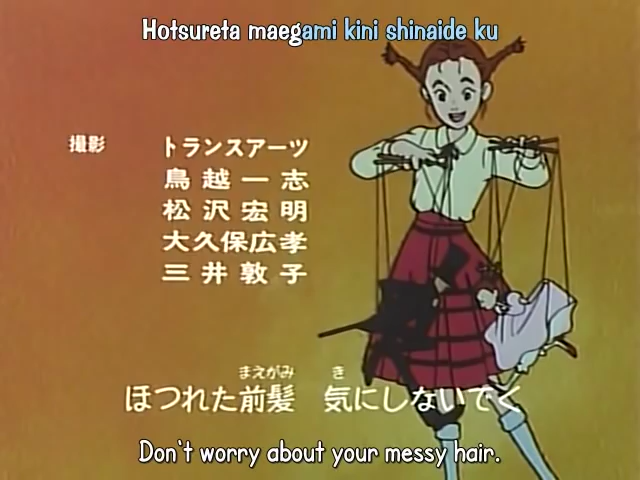 Hotsureta maegami kini shinaide ku
撮影 トランスアーツ
鳥越一志
松沢宏明
大久保広孝
三井敦子
まえがみ き
ほつれた前髪 気にしないでく
Don't worry about your messy hair.